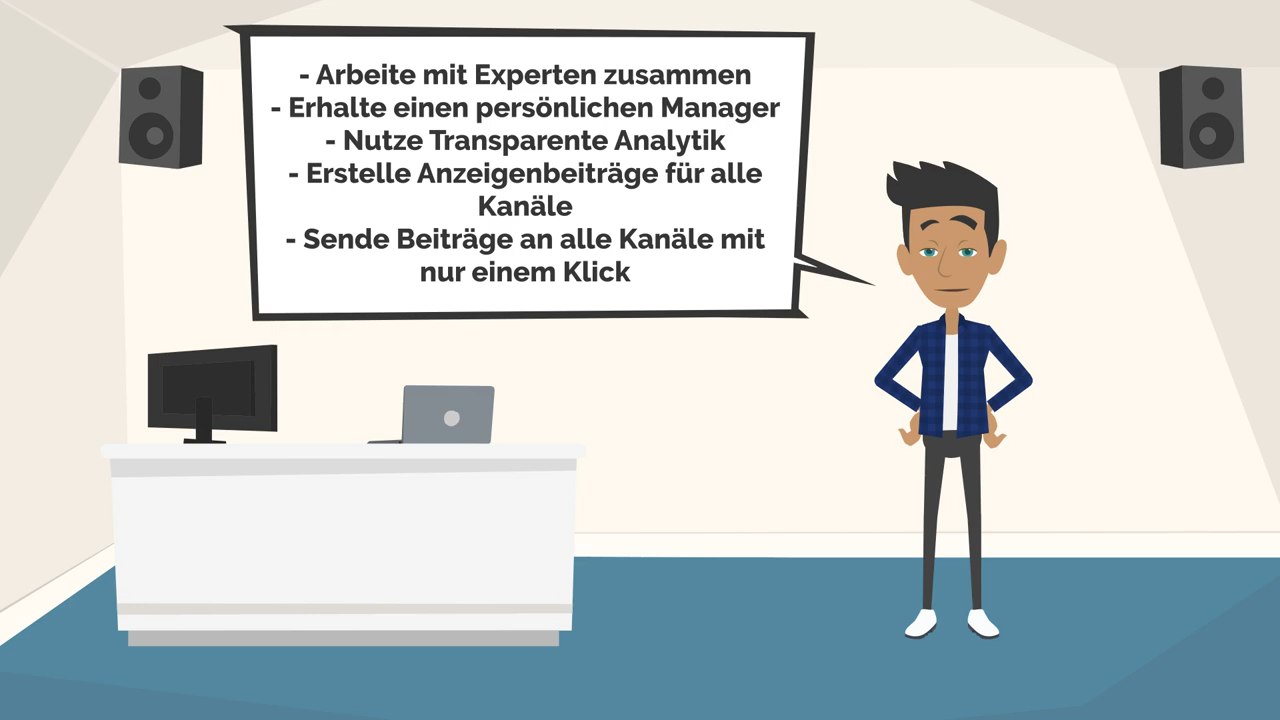 - Arbeite mit Experten zusammen
- Erhalte einen persönlichen Manager
- Nutze Transparente Analytik
- Erstelle Anzeigenbeiträge für alle
Kanäle
- Sende Beiträge an alle Kanäle mit
nur einem Klick